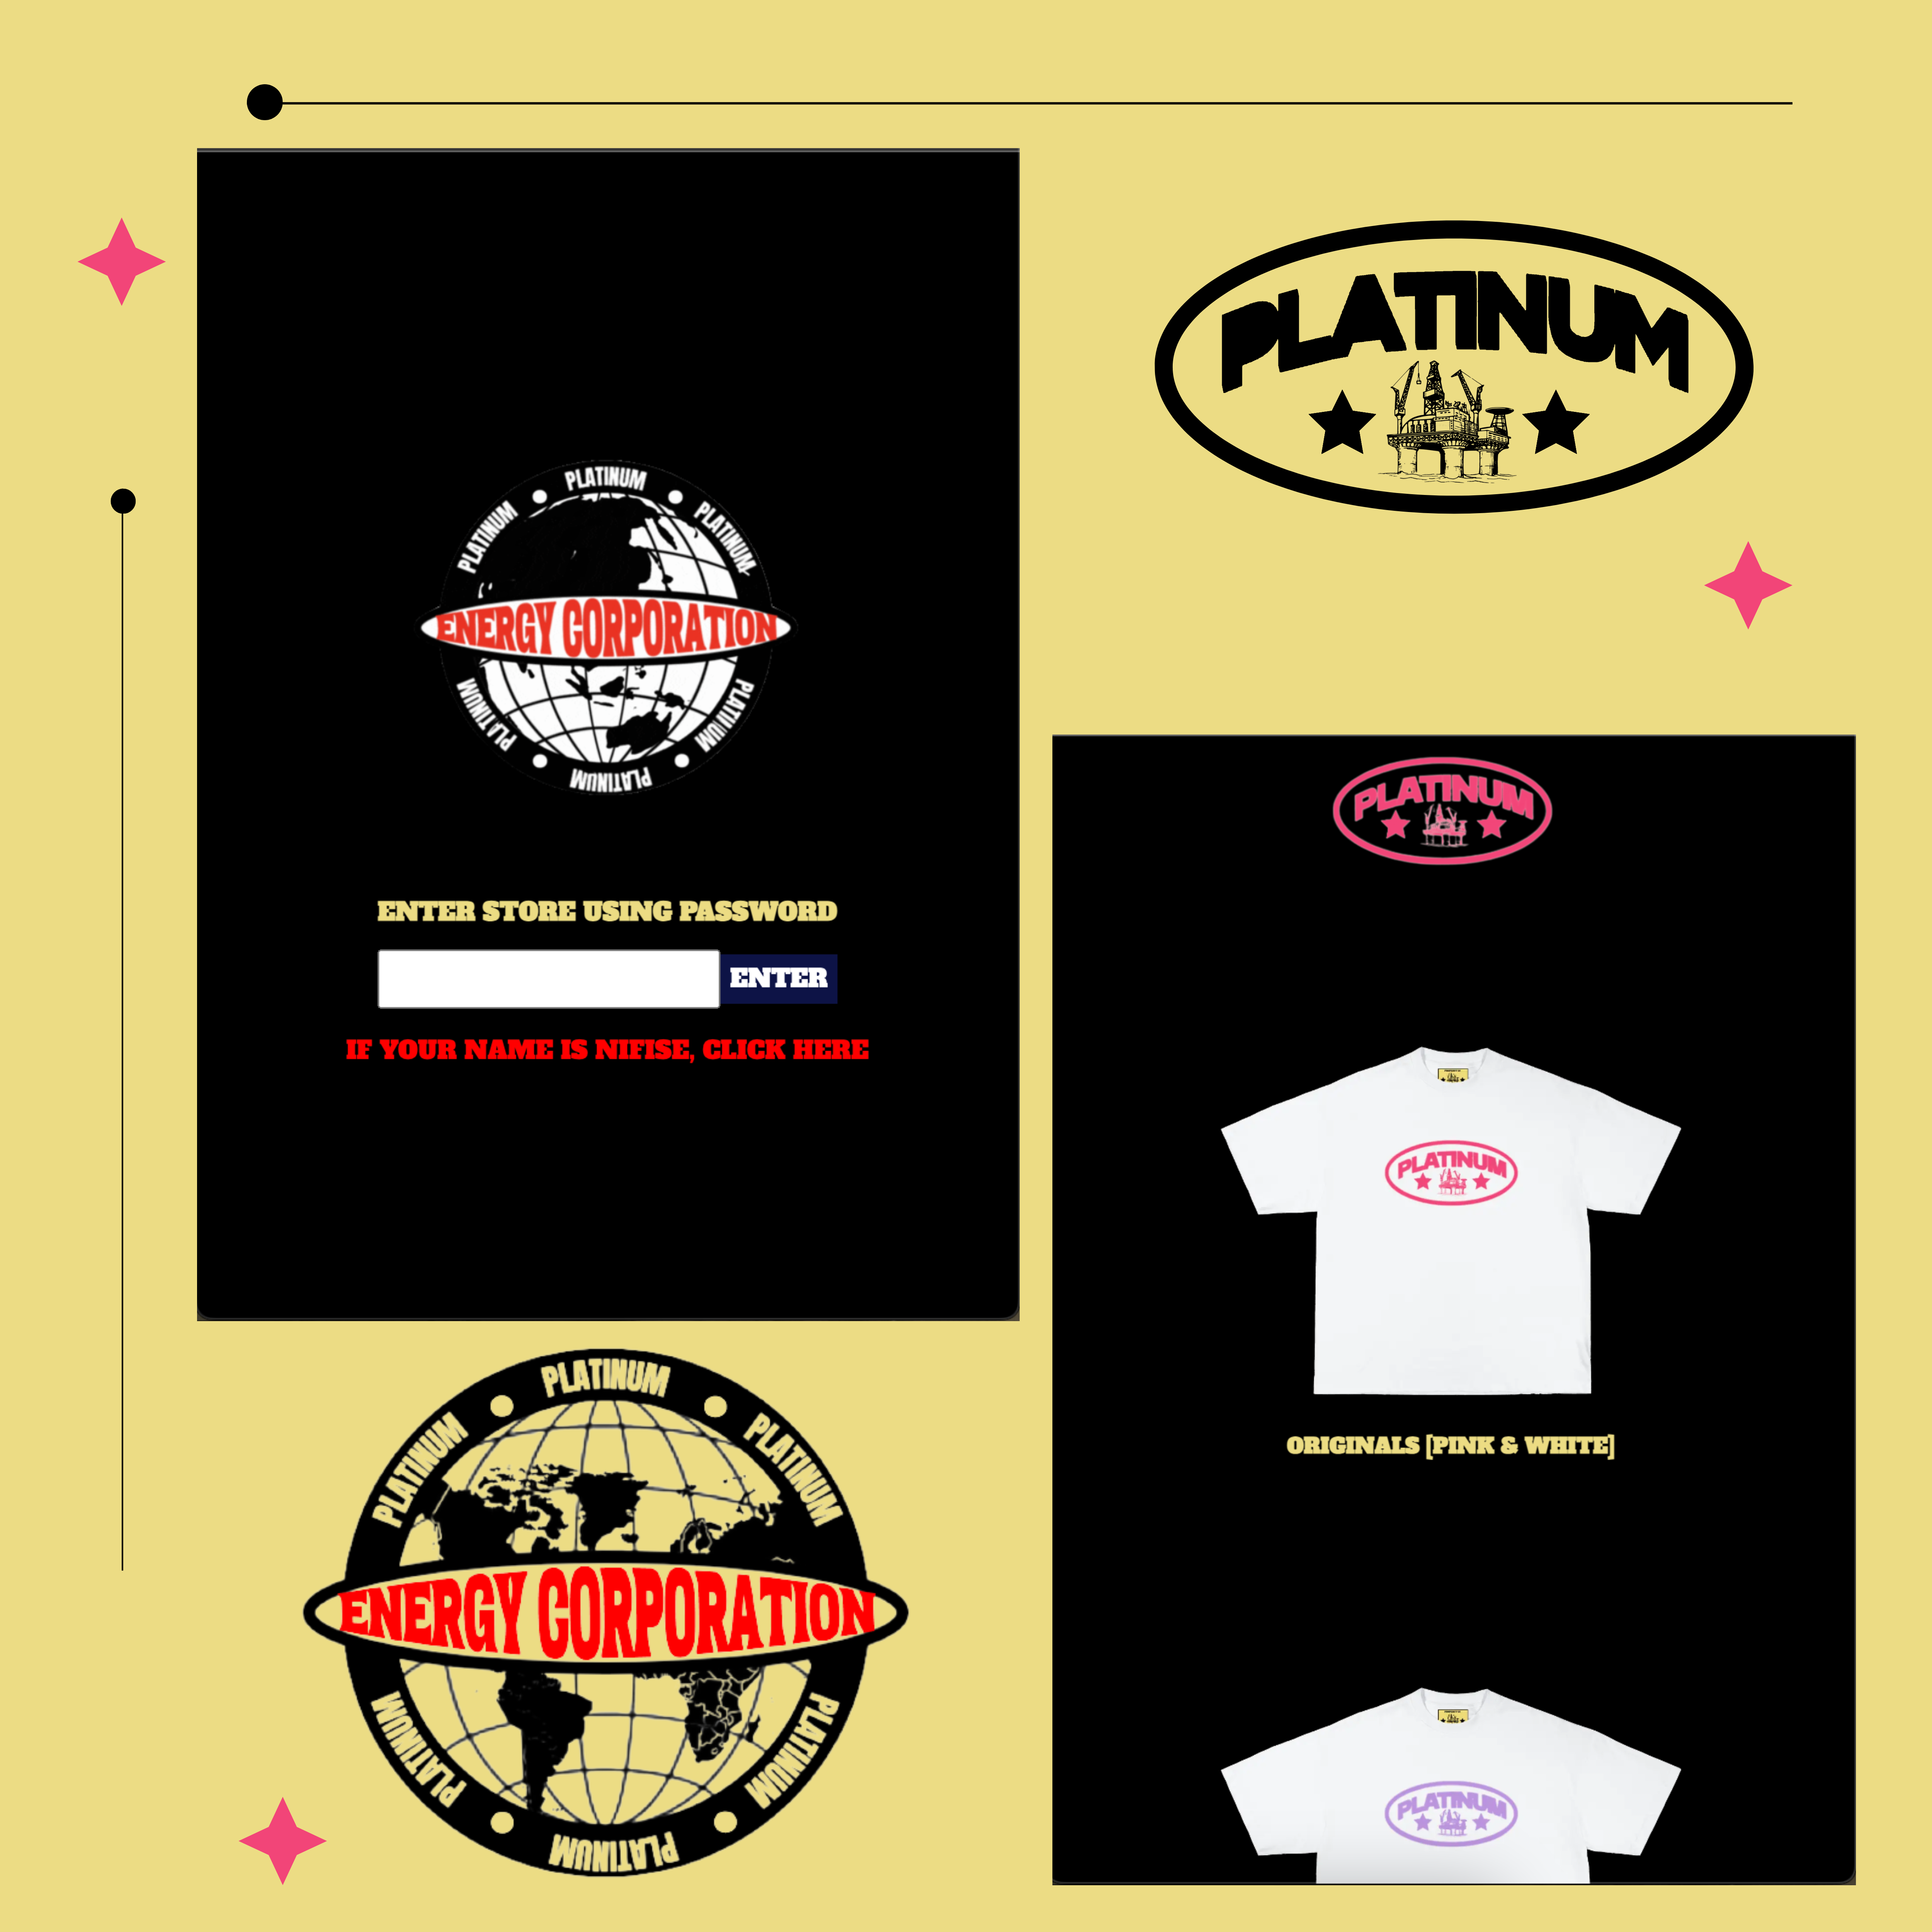 PLATINUM
PLATINUM
PLATINUM
ENERGY CORPORATION
PLATINUM
PLATINUM
PLATINUM
ENTER STORE USING PASSWORD
ENTER
IF YOUR NAME IS NIFISE, CLICK HERE
PLATINUM
PLATINUM
PLATINUM
ORIGINALS [PINK & WHITE]
PLATINUM
PLATINUM
PLATINUM
PLATINUM
ENERGY CORPORATION
PLATINUM
PLATINUM
PLATINUM